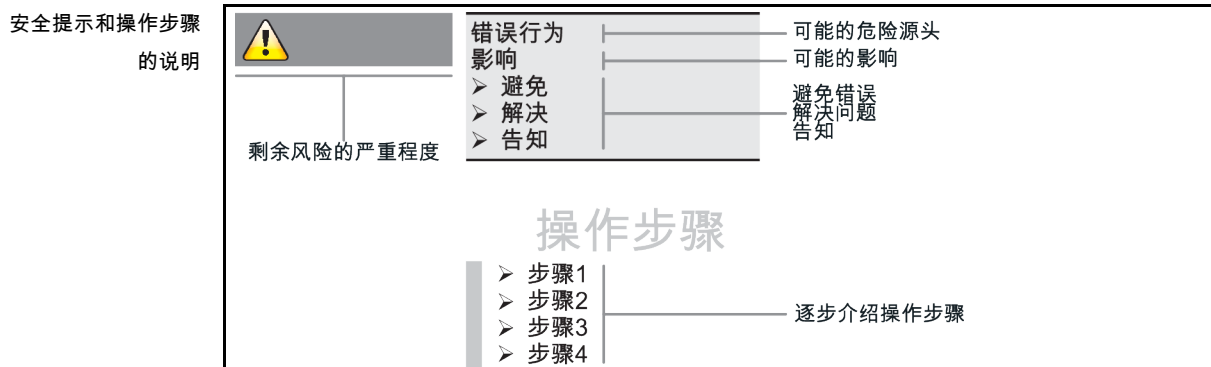 安全提示和操作步骤
的说明
错误行为
可能的危险源头
影响
可能的影响
➢ 避免
➢ 解决
➢ 告知
避免错误
解决问题
告知
剩余风险的严重程度
操作步骤
➢ 步骤1
➢ 步骤2
➢ 步骤3
➢ 步骤4
逐步介绍操作步骤